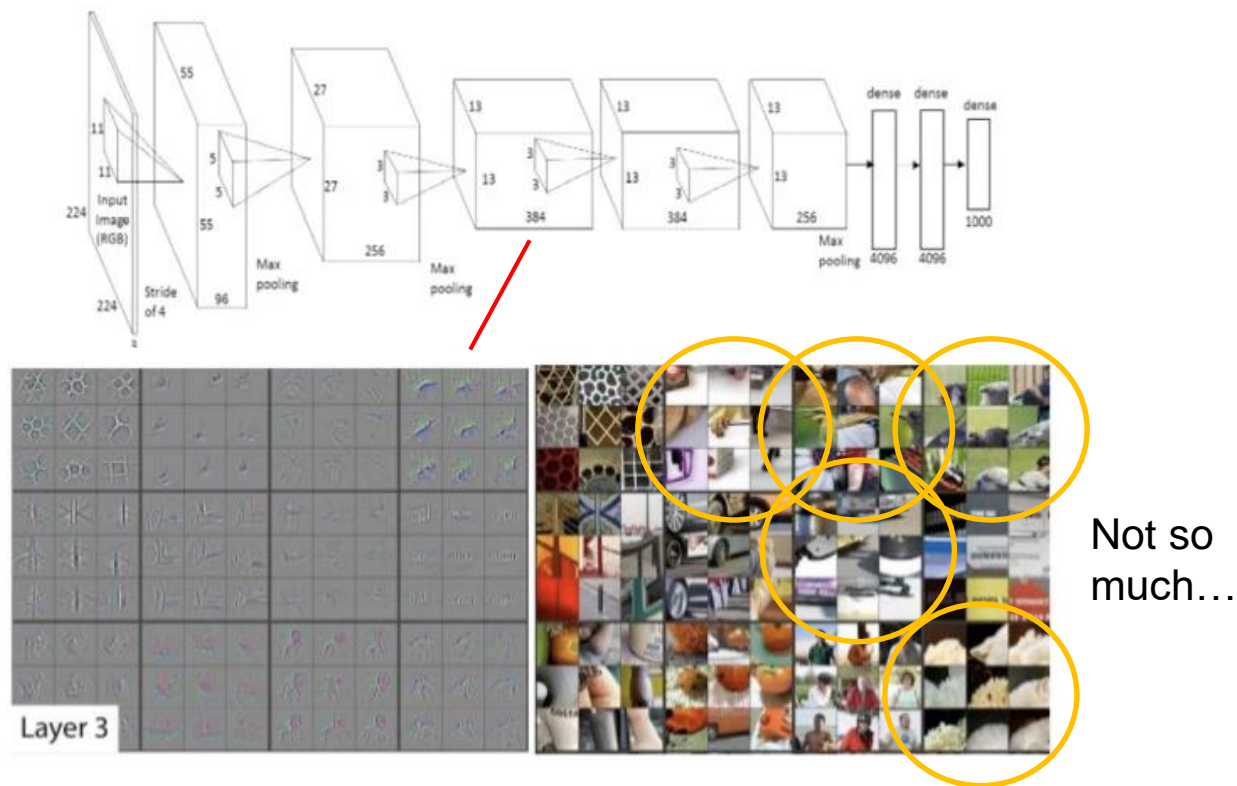 dense
dense
dense
55
27
13
13
13
11
11
5
5
3
3
3
3
3
3
27
13
13
13
Input
Image
(RGB)
224
55
384
384
256
Max
pooling
1000
4096
4096
256
Max
pooling
Max
pooling
96
Stride
of 4
224
3
Not so
much…
Layer 3